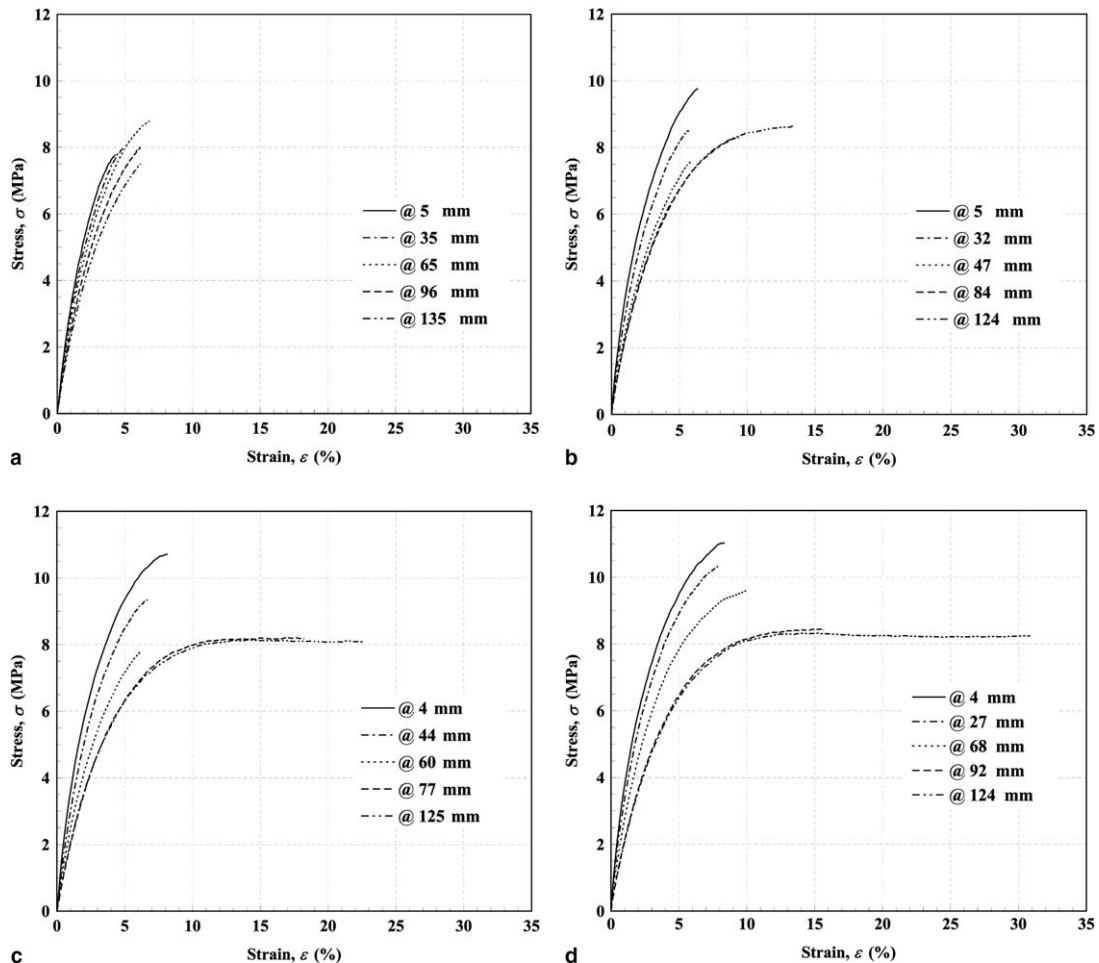 12
10
8
6
4
2
0
Stress, σ (MPa)
@ 5 mm
@ 35 mm
@ 65 mm
@ 96 mm
@ 135 mm
0 5 10 15 20 25 30 35
Strain, ε (%)
a
12
10
8
6
4
2
0
Stress, σ (MPa)
@ 5 mm
@ 32 mm
@ 47 mm
@ 84 mm
@ 124 mm
0 5 10 15 20 25 30 35
Strain, ε (%)
b
12
10
8
6
4
2
0
Stress, σ (MPa)
@ 4 mm
@ 44 mm
@ 60 mm
@ 77 mm
@ 125 mm
0 5 10 15 20 25 30 35
Strain, ε (%)
c
12
10
8
6
4
2
0
Stress, σ (MPa)
@ 4 mm
@ 27 mm
@ 68 mm
@ 92 mm
@ 124 mm
0 5 10 15 20 25 30 35
Strain, ε (%)
d